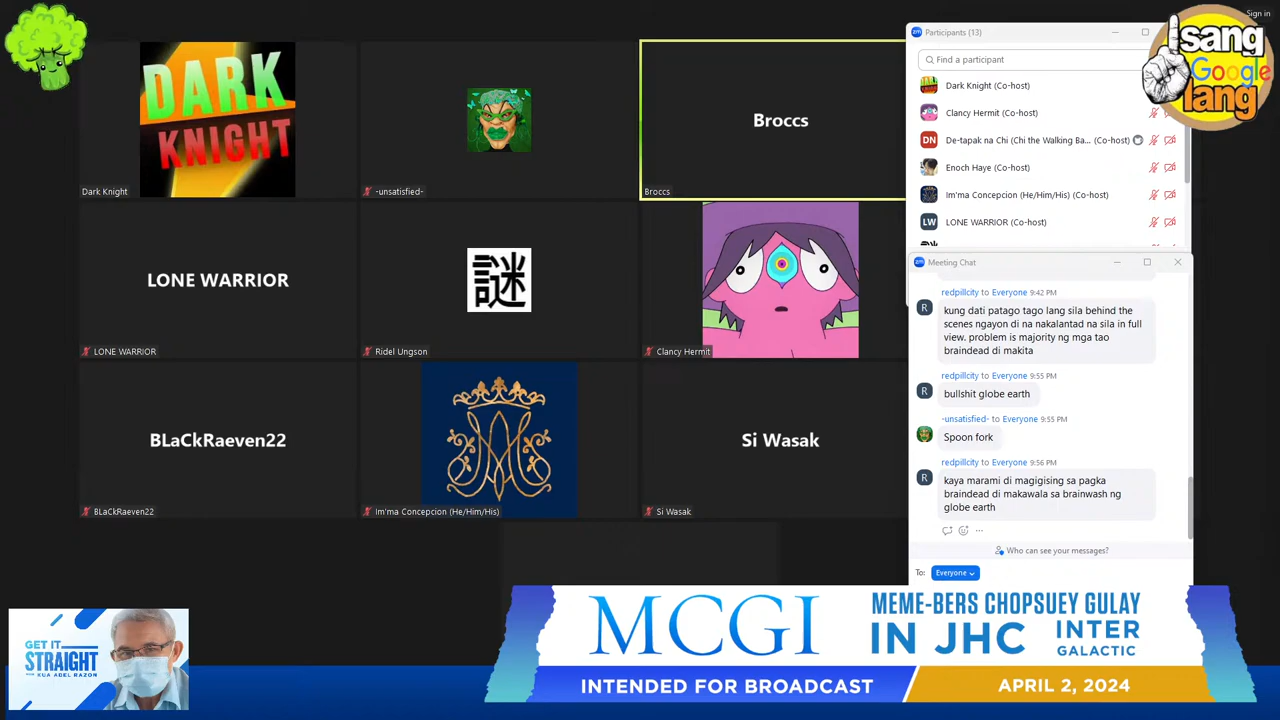 Sign in
DARK
KNIGHT
Dark Knight
-unsatisfied-
Broccs
Broccs
LONE WARRIOR
LONE WARRIOR
謎
Ridel Ungson
Clancy Hermit
BLaCkRaeven22
BLaCkRaeven22
Im'ma Concepcion (He/Him/His)
Si Wasak
Si Wasak
zm Participants (13)
Find a participant
Dark Knight (Co-host)
Clancy Hermit (Co-host)
DN De-tapak na Chi (Chi the Walking Ba... (Co-host)
Enoch Haye (Co-host)
Im'ma Concepcion (He/Him/His) (Co-host)
LW LONE WARRIOR (Co-host)
Isang
Google
lang
zm Meeting Chat
redpillcity to Everyone 9:42 PM
R
kung dati patago tago lang sila behind the
scenes ngayon di na nakalantad na sila in full
view. problem is majority ng mga tao
braindead di makita
redpillcity to Everyone 9:55 PM
R
bullshit globe earth
-unsatisfied- to Everyone 9:55 PM
Spoon fork
redpillcity to Everyone 9:56 PM
R
kaya marami di magigising sa pagka
braindead di makawala sa brainwash ng
globe earth
Who can see your messages?
To: Everyone
GET IT
STRAIGHT
WITH KUA ADEL RAZON
MCGI
MEME-BERS CHOPSUEY GULAY
IN JHC
INTER
GALACTIC
INTENDED FOR BROADCAST
APRIL 2, 2024